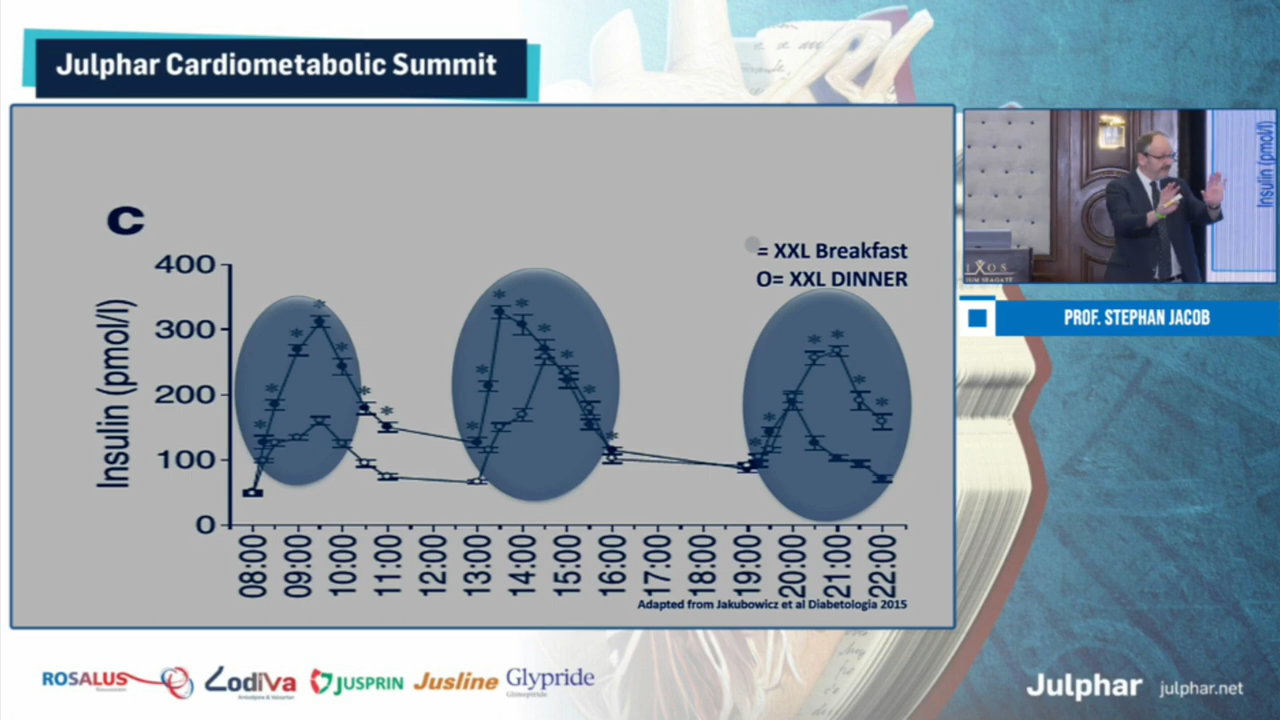 Julphar Cardiometabolic Summit
C
= XXL Breakfast
O= XXL DINNER
Insulin (pmol/l)
400
300
200
100
0
08:00
09:00
10:00
11:00
12:00
13:00
14:00
15:00
16:00
17:00
18:00
19:00
20:00
21:00
22:00
Adapted from Jakubowicz et al Diabetologia 2015
Insulin (pmol/l)
PROF. STEPHAN JACOB
ROSALUS
Lodiva
Amlodipine & Valsartan
JUSPRIN
Jusline
Glypride
Glimepiride
Julphar
julphar.net